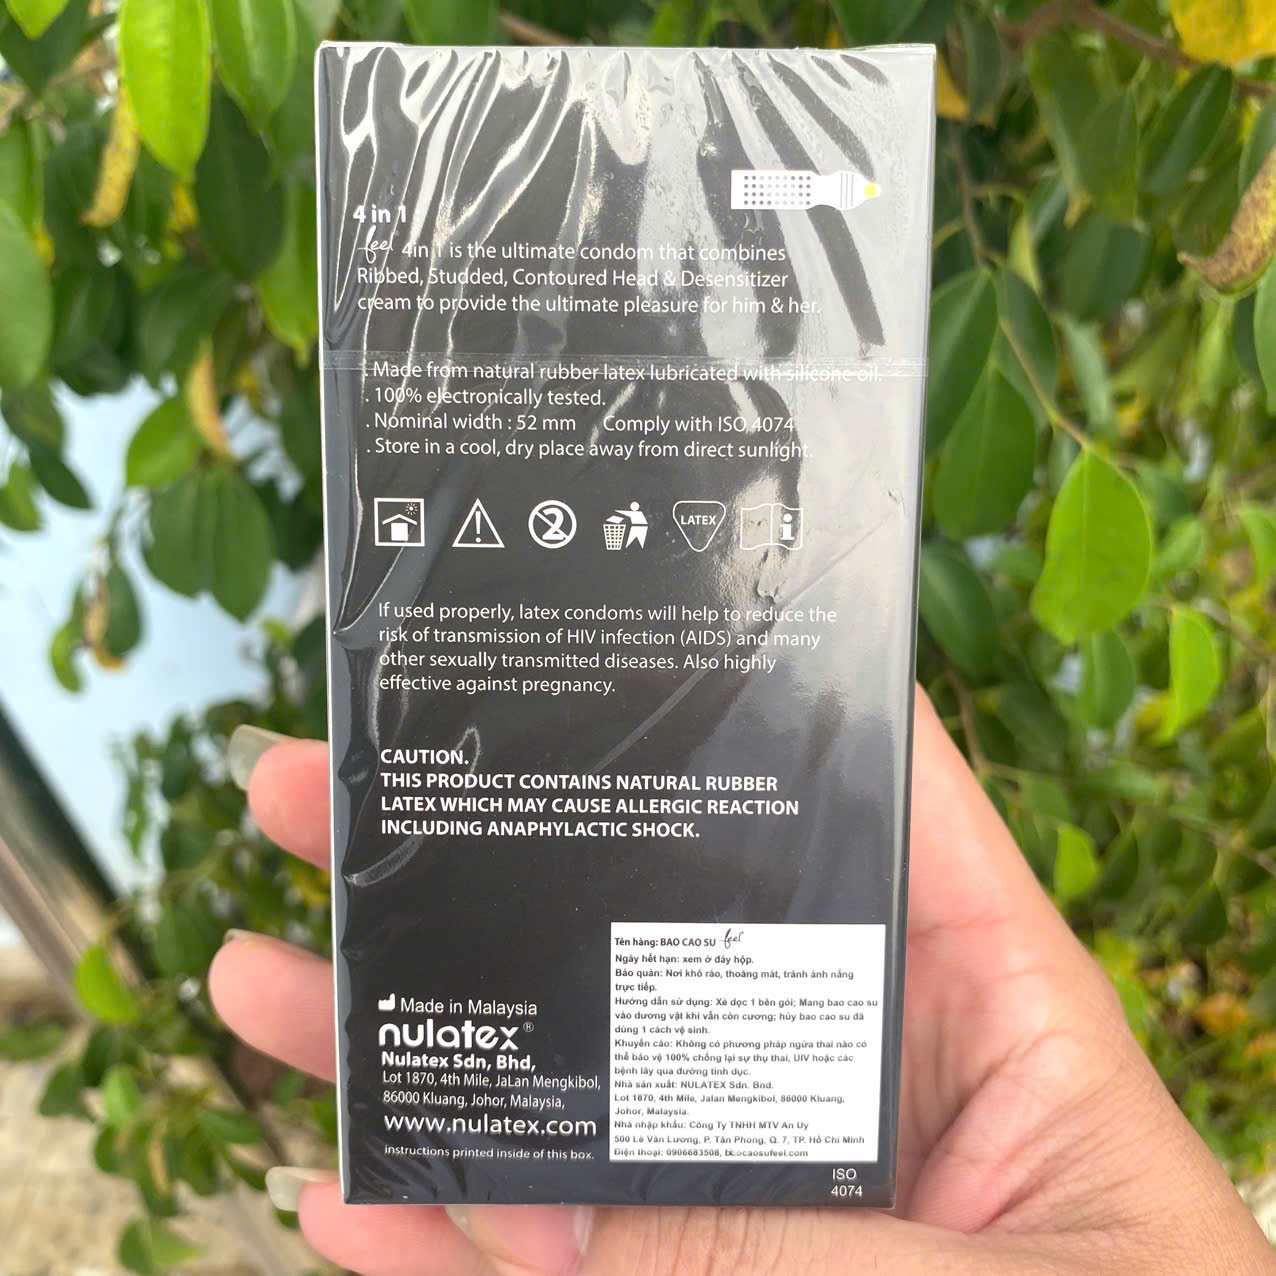 4 in 1
feel 4in 1 is the ultimate condom that combines
Ribbed, Studded, Contoured Head & Desensitizer
cream to provide the ultimate pleasure for him & her.
. Made from natural rubber latex lubricated with silicone oil.
. 100% electronically tested.
. Nominal width : 52 mm Comply with ISO 4074
. Store in a cool, dry place away from direct sunlight.
2 LATEX i
If used properly, latex condoms will help to reduce the
risk of transmission of HIV infection (AIDS) and many
other sexually transmitted diseases. Also highly
effective against pregnancy.
CAUTION.
THIS PRODUCT CONTAINS NATURAL RUBBER
LATEX WHICH MAY CAUSE ALLERGIC REACTION
INCLUDING ANAPHYLACTIC SHOCK.
Made in Malaysia
nulatex®
Nulatex Sdn, Bhd,
Lot 1870, 4th Mile, JaLan Mengkibol,
86000 Kluang, Johor, Malaysia,
www.nulatex.com
instructions printed inside of this box.
Tên hàng: BAO CAO SU feel
Ngày hết hạn: xem ở đáy hộp.
Bảo quản: Nơi khô ráo, thoáng mát, tránh ánh nắng
trực tiếp.
Hướng dẫn sử dụng: Xé dọc 1 bên gói; Mang bao cao su
vào dương vật khi vẫn còn cương; hủy bao cao su đã
dùng 1 cách vệ sinh.
Khuyến cáo: Không có phương pháp ngừa thai nào có
thể bảo vệ 100% chống lại sự thụ thai, UIV hoặc các
bệnh lây qua đường tình dục.
Nhà sản xuất: NULATEX Sdn. Bnd.
Lot 1870, 4th Mile, Jalan Mengkibol, 86000 Kluang,
Johor, Malaysia.
Nhà nhập khẩu: Công Ty TNHH MTV An Uy
500 Lê Văn Lương, P. Tân Phong, Q. 7, TP. Hồ Chí Minh
Điện thoại: 0906683508,
ISO
4074